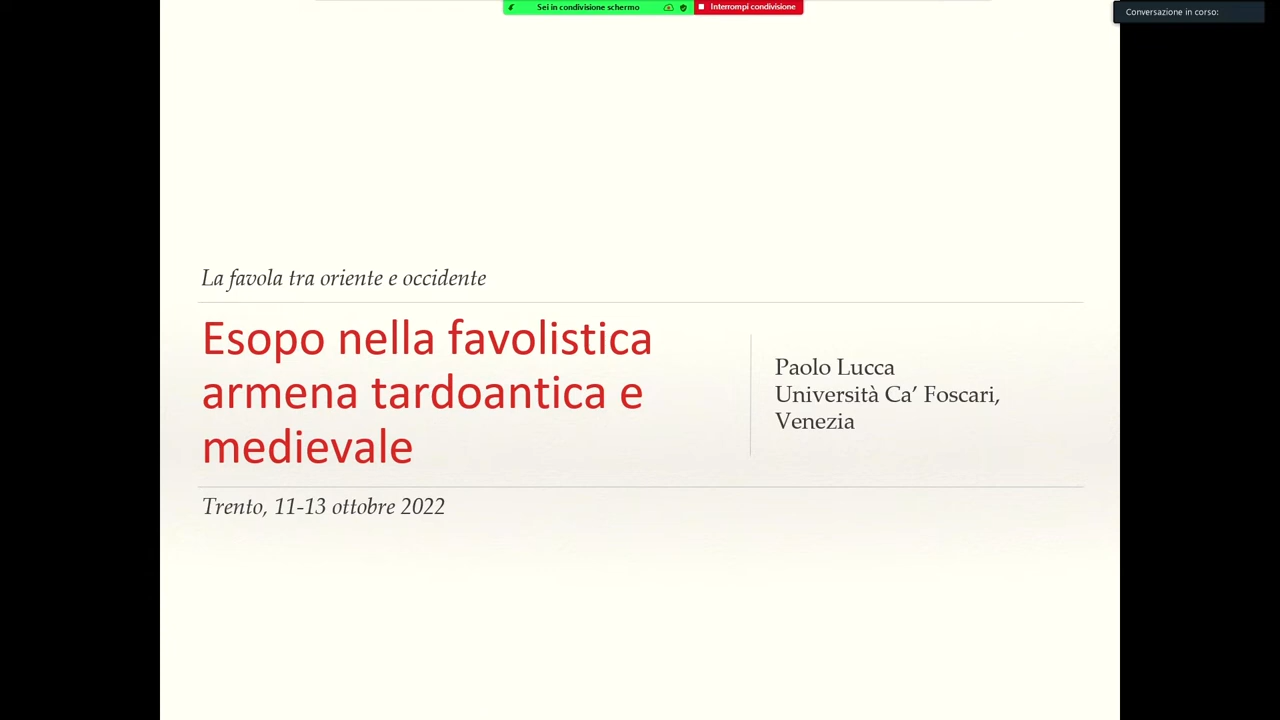 Sei in condivisione schermo
Interrompi condivisione
Conversazione in corso:
La favola tra oriente e occidente
Esopo nella favolistica
armena tardoantica e
medievale
Paolo Lucca
Università Ca’ Foscari,
Venezia
Trento, 11-13 ottobre 2022